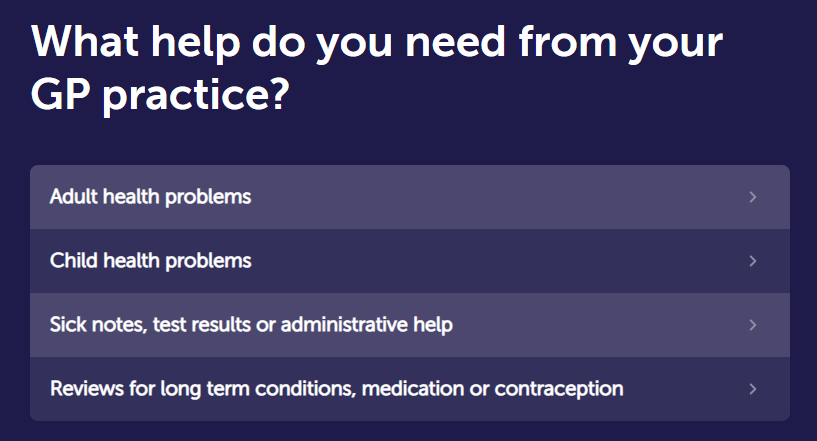 What help do you need from your
GP practice?
Adult health problems
Child health problems
Sick notes, test results or administrative help
Reviews for long term conditions, medication or contraception